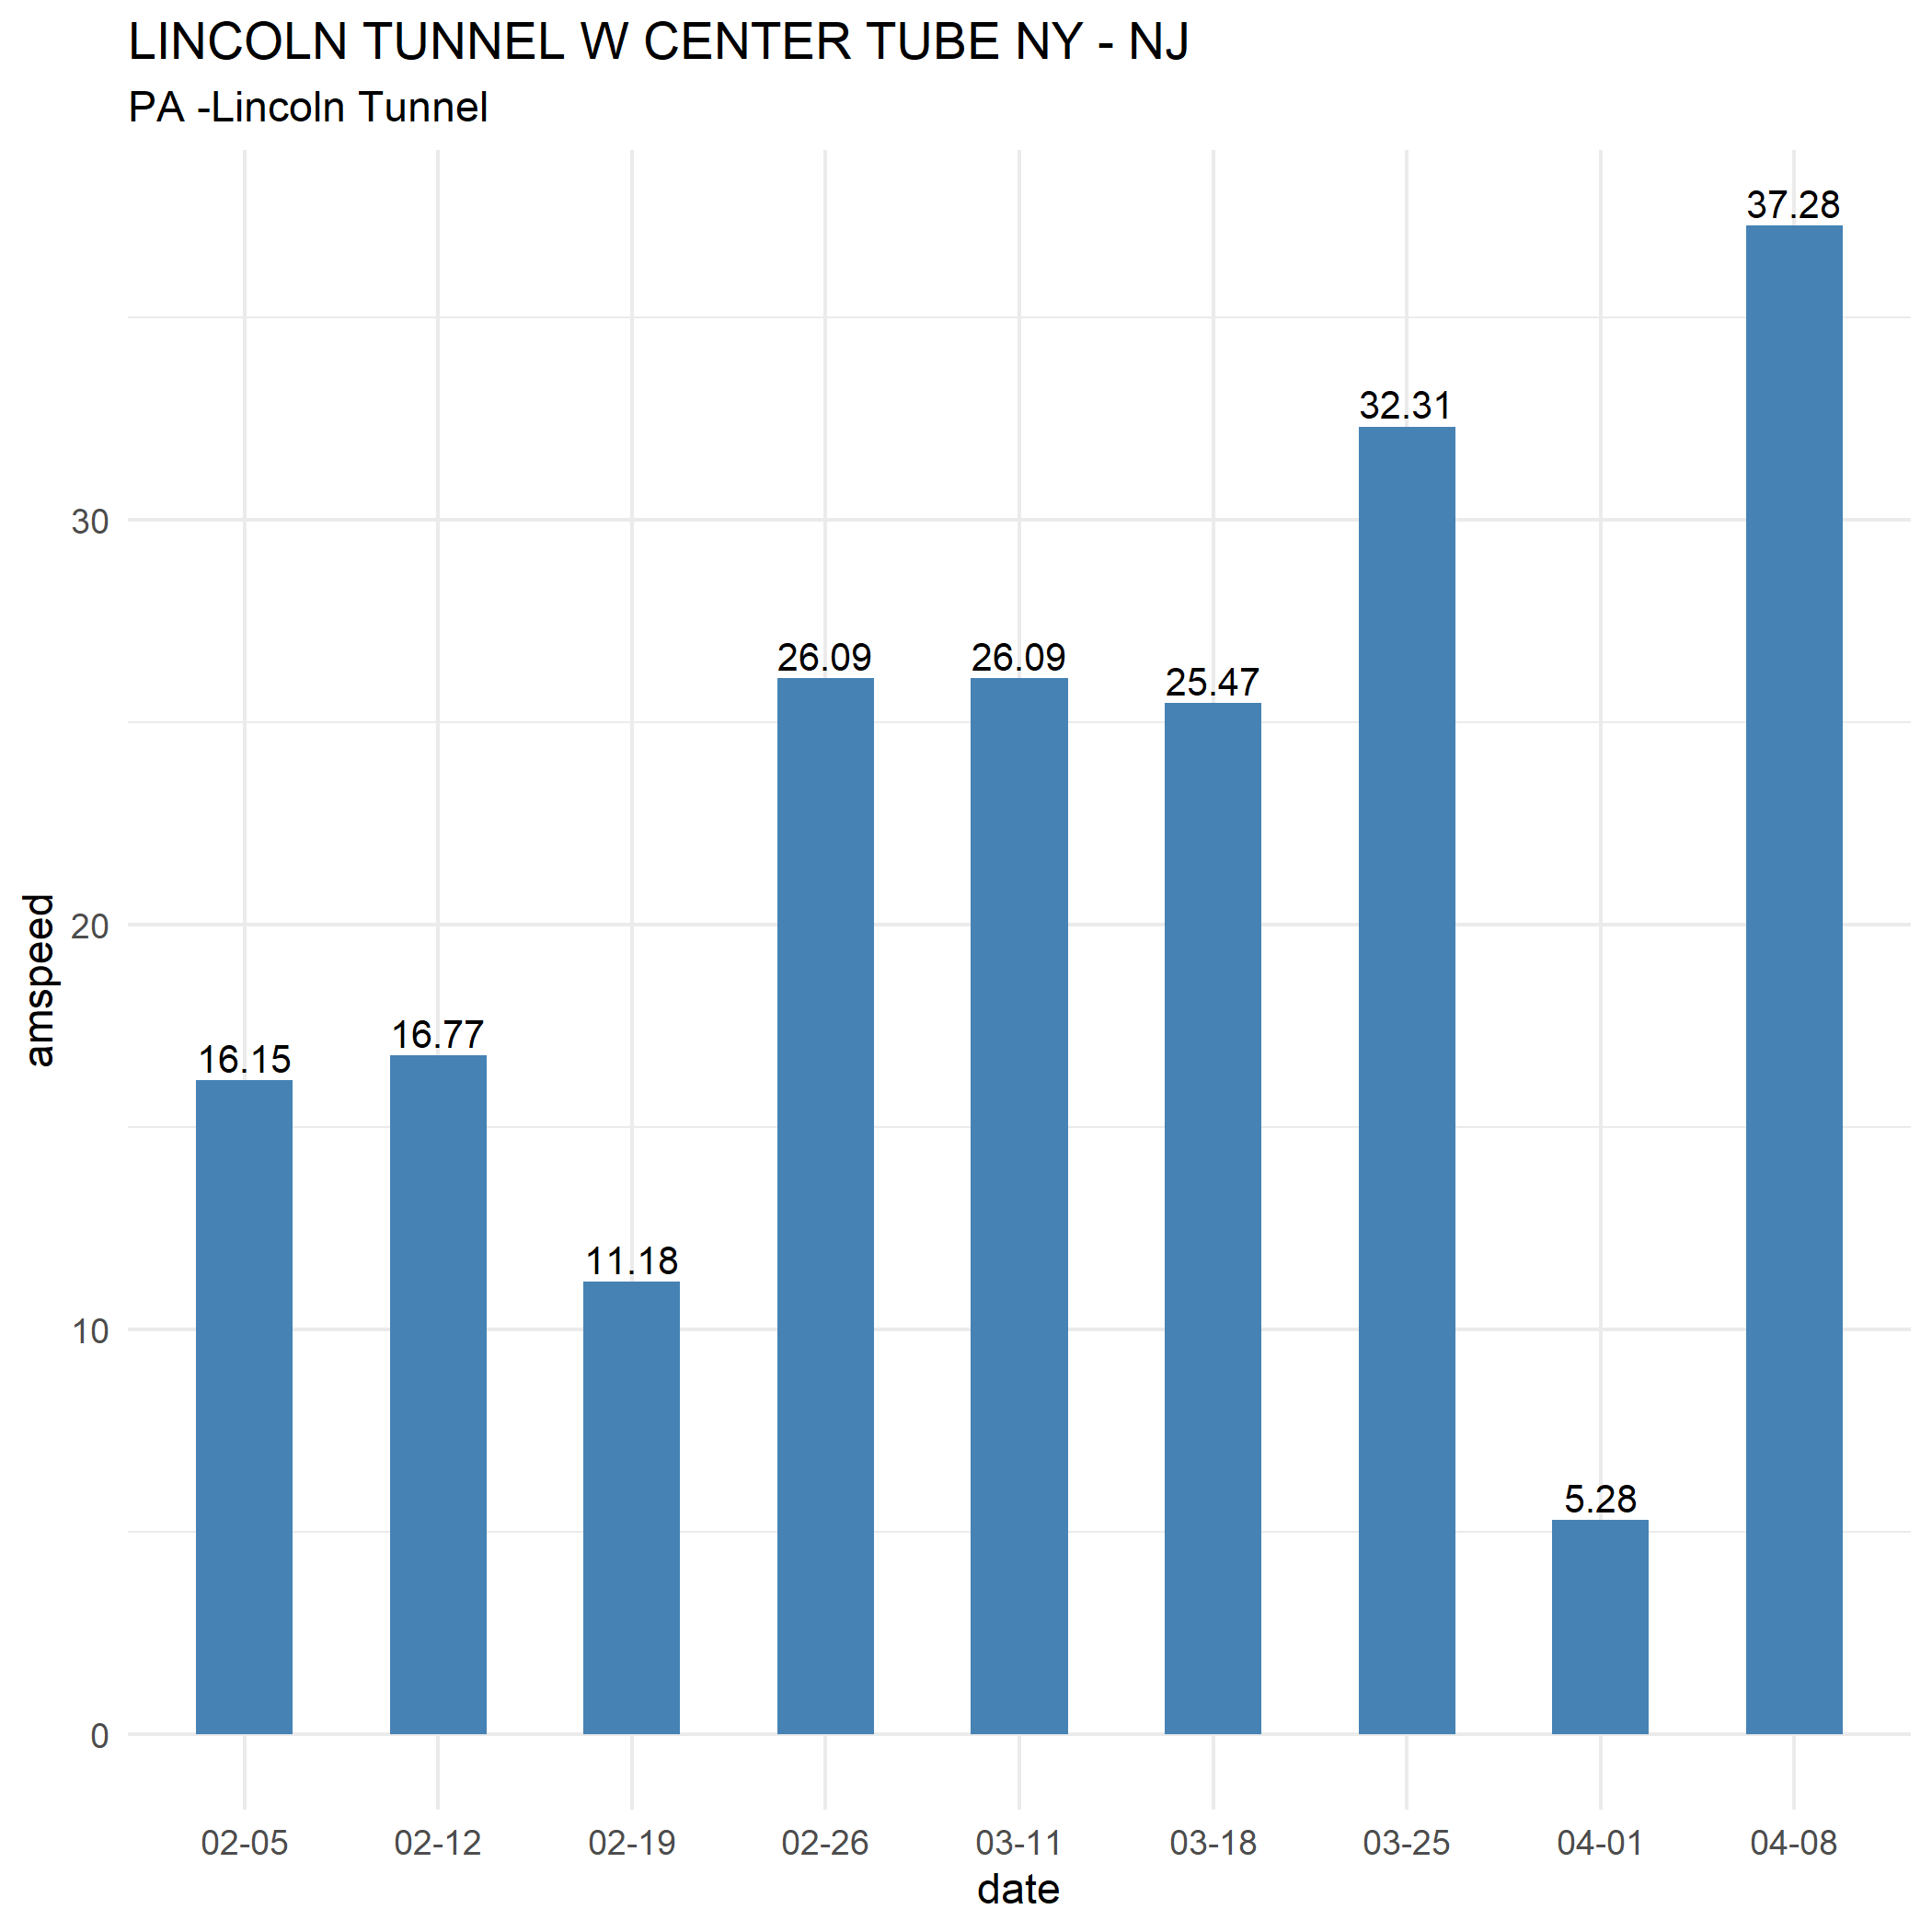 LINCOLN TUNNEL W CENTER TUBE NY - NJ
PA -Lincoln Tunnel
37.28
32.31
30
26.09 26.09 25.47
amspeed
20
16.15 16.77
11.18
10
5.28
0
02-05 02-12 02-19 02-26 03-11 03-18 03-25 04-01 04-08
date